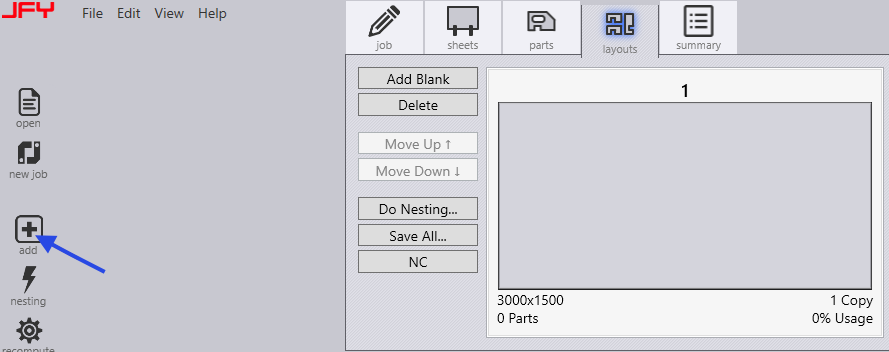 JFY File Edit View Help
job sheets parts layouts summary
open
new job
add
nesting
recompute
Add Blank
Delete
Move Up ↑
Move Down ↓
Do Nesting...
Save All...
NC
1
3000x1500 1 Copy
0 Parts 0% Usage